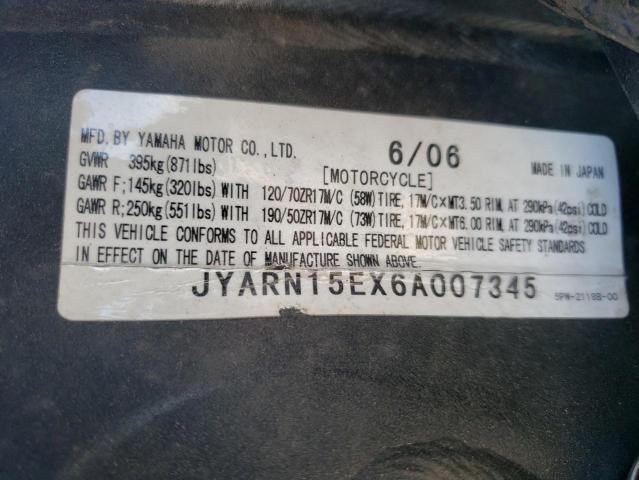 MFD. BY YAMAHA MOTOR CO., LTD. 6/06 MADE IN JAPAN
GVWR 395kg(871lbs) [MOTORCYCLE]
GAWR F;145kg(320lbs) WITH 120/70ZR17M/C (58W)TIRE, 17M/C×MT3.50 RIM, AT 290kPa(42psi)COLD
GAWR R;250kg(551lbs) WITH 190/50ZR17M/C (73W)TIRE, 17M/C×MT6.00 RIM, AT 290kPa(42psi)COLD
THIS VEHICLE CONFORMS TO ALL APPLICABLE FEDERAL MOTOR VEHICLE SAFETY STANDARDS
IN EFFECT ON THE DATE OF MANUFACTURE SHOWN ABOVE.
JYARN15EX6A007345
5PW-2118B-00